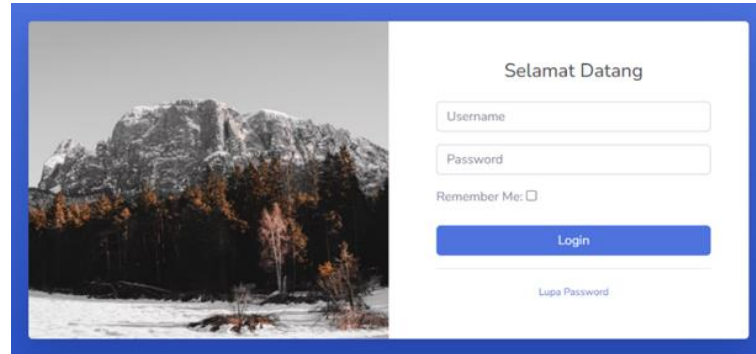 Selamat Datang
Username
Password
Remember Me:
Login
Lupa Password